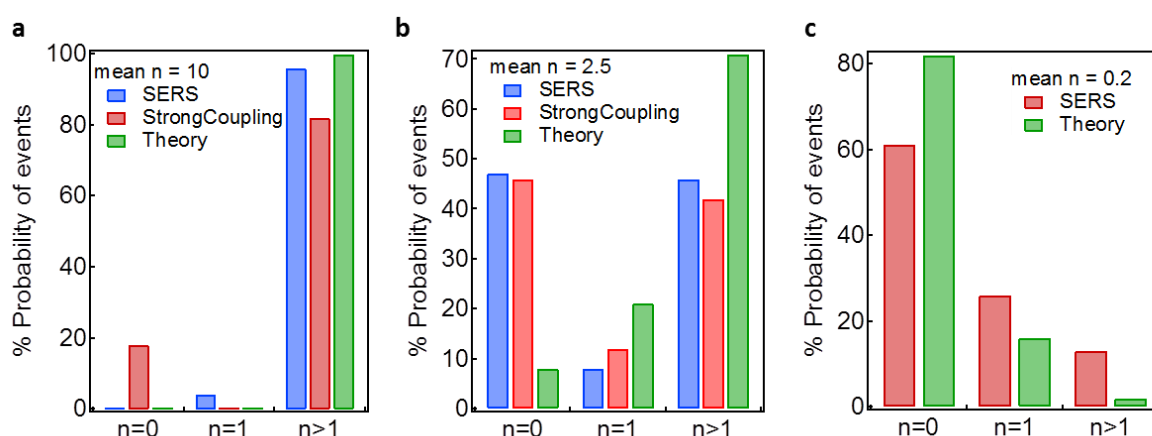 a
% Probability of events
100
80
60
40
20
0
mean n = 10
SERS
StrongCoupling
Theory
n=0 n=1 n>1
b
% Probability of events
70
60
50
40
30
20
10
0
mean n = 2.5
SERS
StrongCoupling
Theory
n=0 n=1 n>1
c
% Probability of events
80
60
40
20
0
mean n = 0.2
SERS
Theory
n=0 n=1 n>1